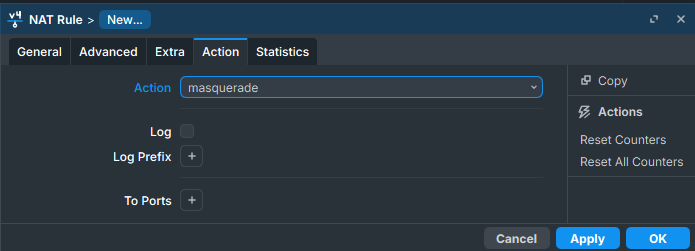 v4 NAT Rule > New...
General Advanced Extra Action Statistics
Action masquerade
Copy
Log
Actions
Log Prefix +
Reset Counters
Reset All Counters
To Ports +
Cancel Apply OK